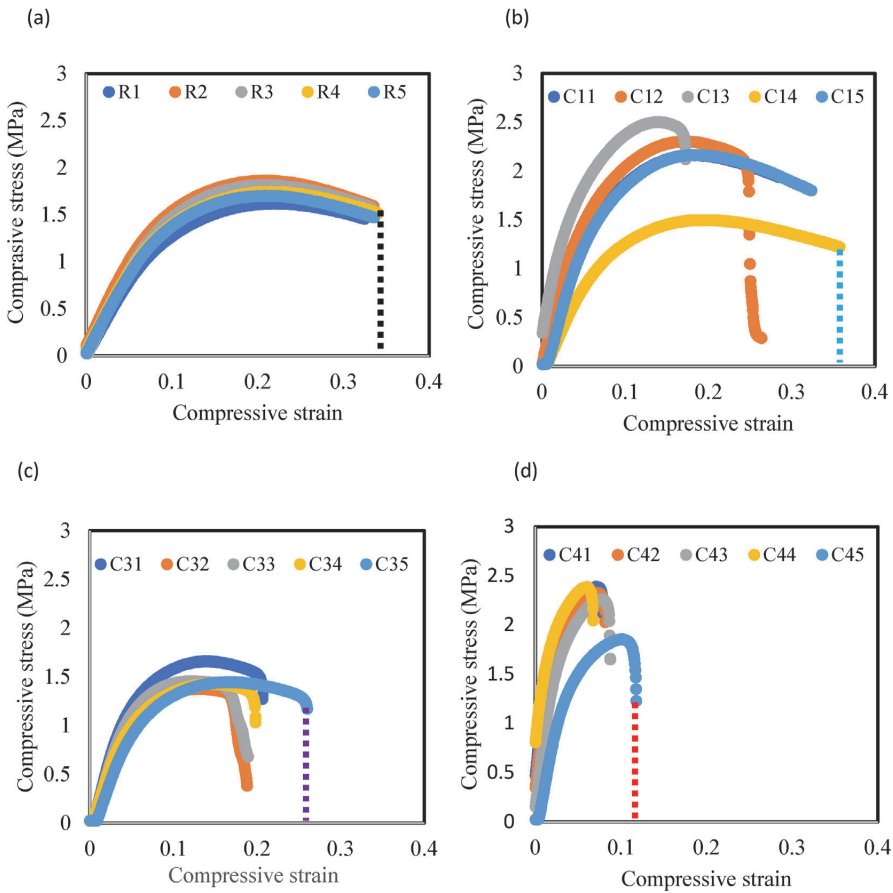 (a)
3
2.5
2
1.5
1
0.5
0
R1 R2 R3 R4 R5
0 0.1 0.2 0.3 0.4
Comprasive stress (MPa)
Compressive strain
(b)
3
2.5
2
1.5
1
0.5
0
C11 C12 C13 C14 C15
0 0.1 0.2 0.3 0.4
Compressive stress (MPa)
Compressive strain
(c)
3
2.5
2
1.5
1
0.5
0
C31 C32 C33 C34 C35
0 0.1 0.2 0.3 0.4
Compressive stress (MPa)
Compressive strain
(d)
3
2.5
2
1.5
1
0.5
0
C41 C42 C43 C44 C45
0 0.1 0.2 0.3 0.4
Compressive stress (MPa)
Compressive strain